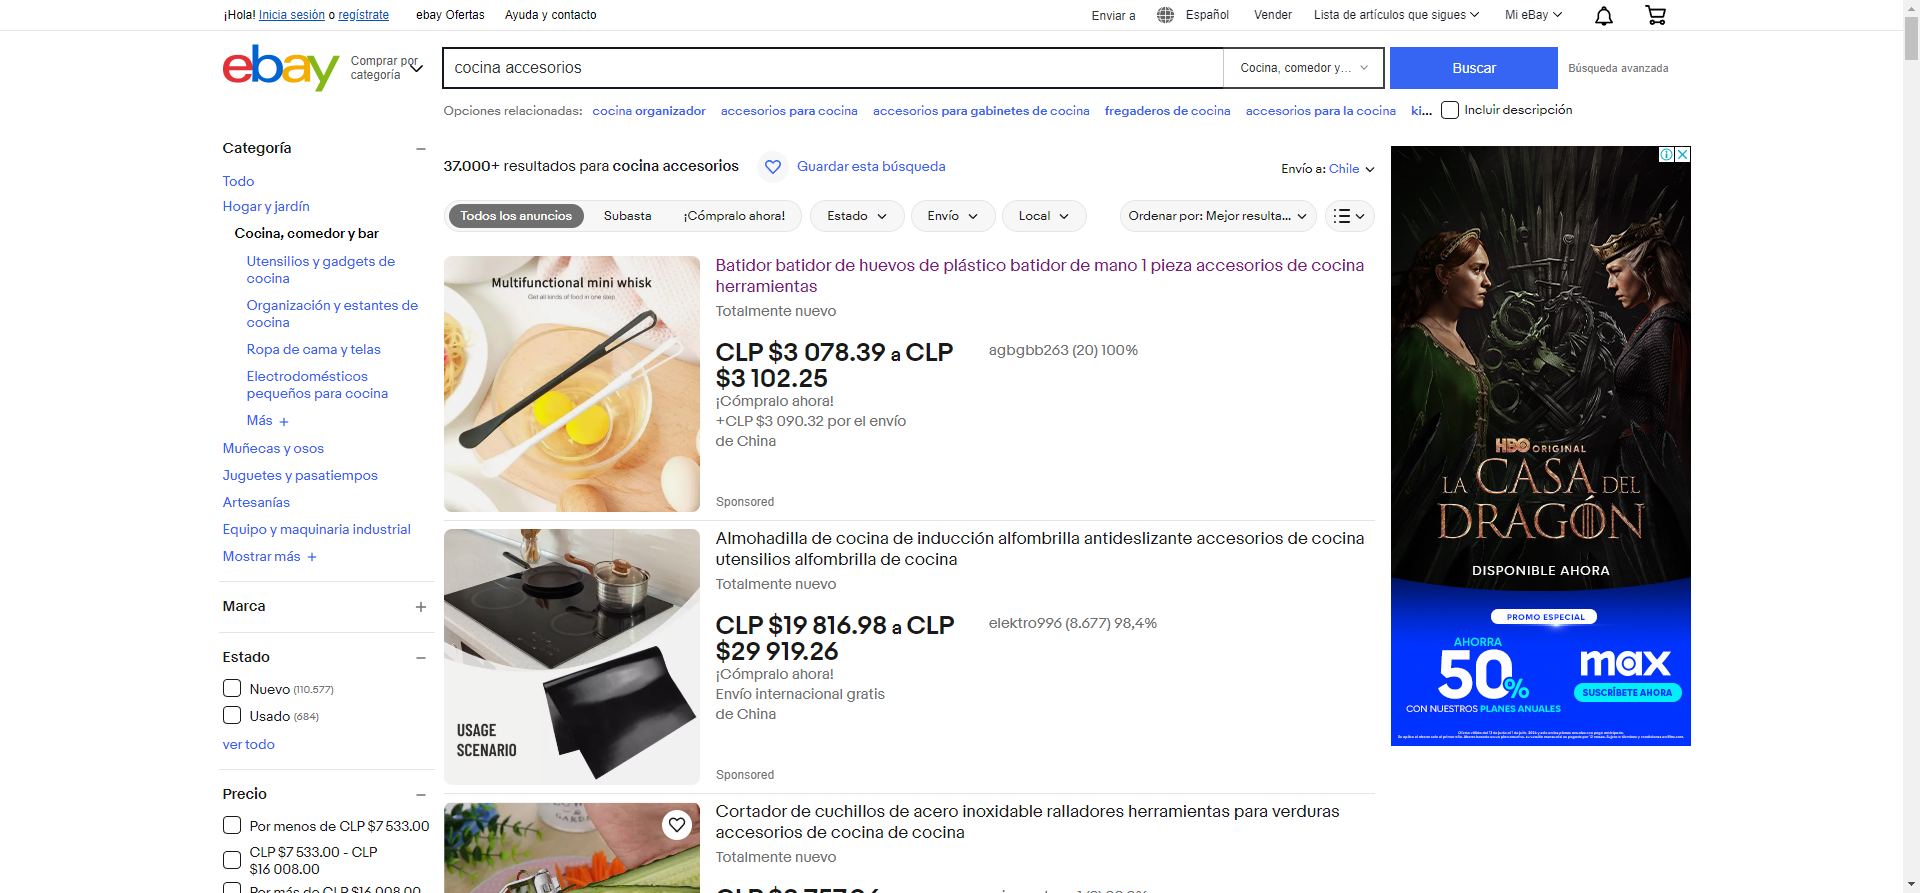 ¡Hola! Inicia sesión o regístrate
ebay Ofertas
Ayuda y contacto
Enviar a
Español
Vender
Lista de artículos que sigues
Mi eBay
ebay
Comprar por
categoría
cocina accesorios
Cocina, comedor y...
Buscar
Búsqueda avanzada
Opciones relacionadas: cocina organizador accesorios para cocina accesorios para gabinetes de cocina fregaderos de cocina accesorios para la cocina ki...
Incluir descripción
Categoría
Todo
Hogar y jardín
Cocina, comedor y bar
Utensilios y gadgets de
cocina
Organización y estantes de
cocina
Ropa de cama y telas
Electrodomésticos
pequeños para cocina
Más +
Muñecas y osos
Juguetes y pasatiempos
Artesanías
Equipo y maquinaria industrial
Mostrar más +
Marca
Estado
Nuevo (110.577)
Usado (684)
ver todo
Precio
Por menos de CLP $7 533.00
CLP $7 533.00 - CLP
$16 008.00
Por más de CLP $16 008.00
37.000+ resultados para cocina accesorios
Guardar esta búsqueda
Envío a: Chile
Todos los anuncios
Subasta
¡Cómpralo ahora!
Estado
Envío
Local
Ordenar por: Mejor resulta...
Multifunctional mini whisk
Get all kinds of food in one step
Batidor batidor de huevos de plástico batidor de mano 1 pieza accesorios de cocina
herramientas
Totalmente nuevo
CLP $3 078.39 a CLP
$3 102.25
agbgbb263 (20) 100%
¡Cómpralo ahora!
+CLP $3 090.32 por el envío
de China
Sponsored
USAGE
SCENARIO
Almohadilla de cocina de inducción alfombrilla antideslizante accesorios de cocina
utensilios alfombrilla de cocina
Totalmente nuevo
CLP $19 816.98 a CLP
$29 919.26
elektro996 (8.677) 98,4%
¡Cómpralo ahora!
Envío internacional gratis
de China
Sponsored
Cortador de cuchillos de acero inoxidable ralladores herramientas para verduras
accesorios de cocina de cocina
Totalmente nuevo
HBO ORIGINAL
LA CASA DEL
DRAGÓN
DISPONIBLE AHORA
PROMO ESPECIAL
AHORRA
50%
CON NUESTROS PLANES ANUALES
max
SUSCRÍBETE AHORA